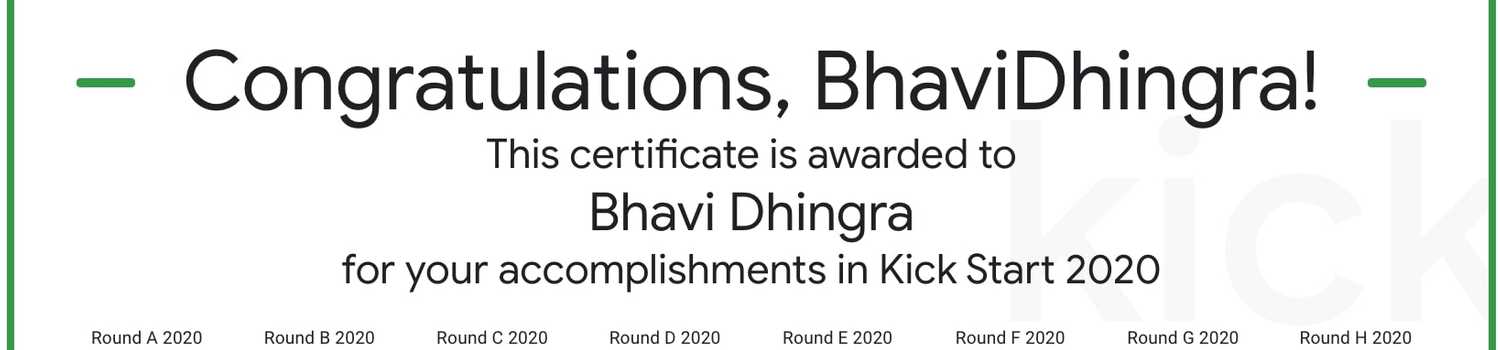 Congratulations, BhaviDhingra!
This certificate is awarded to
Bhavi Dhingra
for your accomplishments in Kick Start 2020
kick
Round A 2020 Round B 2020 Round C 2020 Round D 2020 Round E 2020 Round F 2020 Round G 2020 Round H 2020